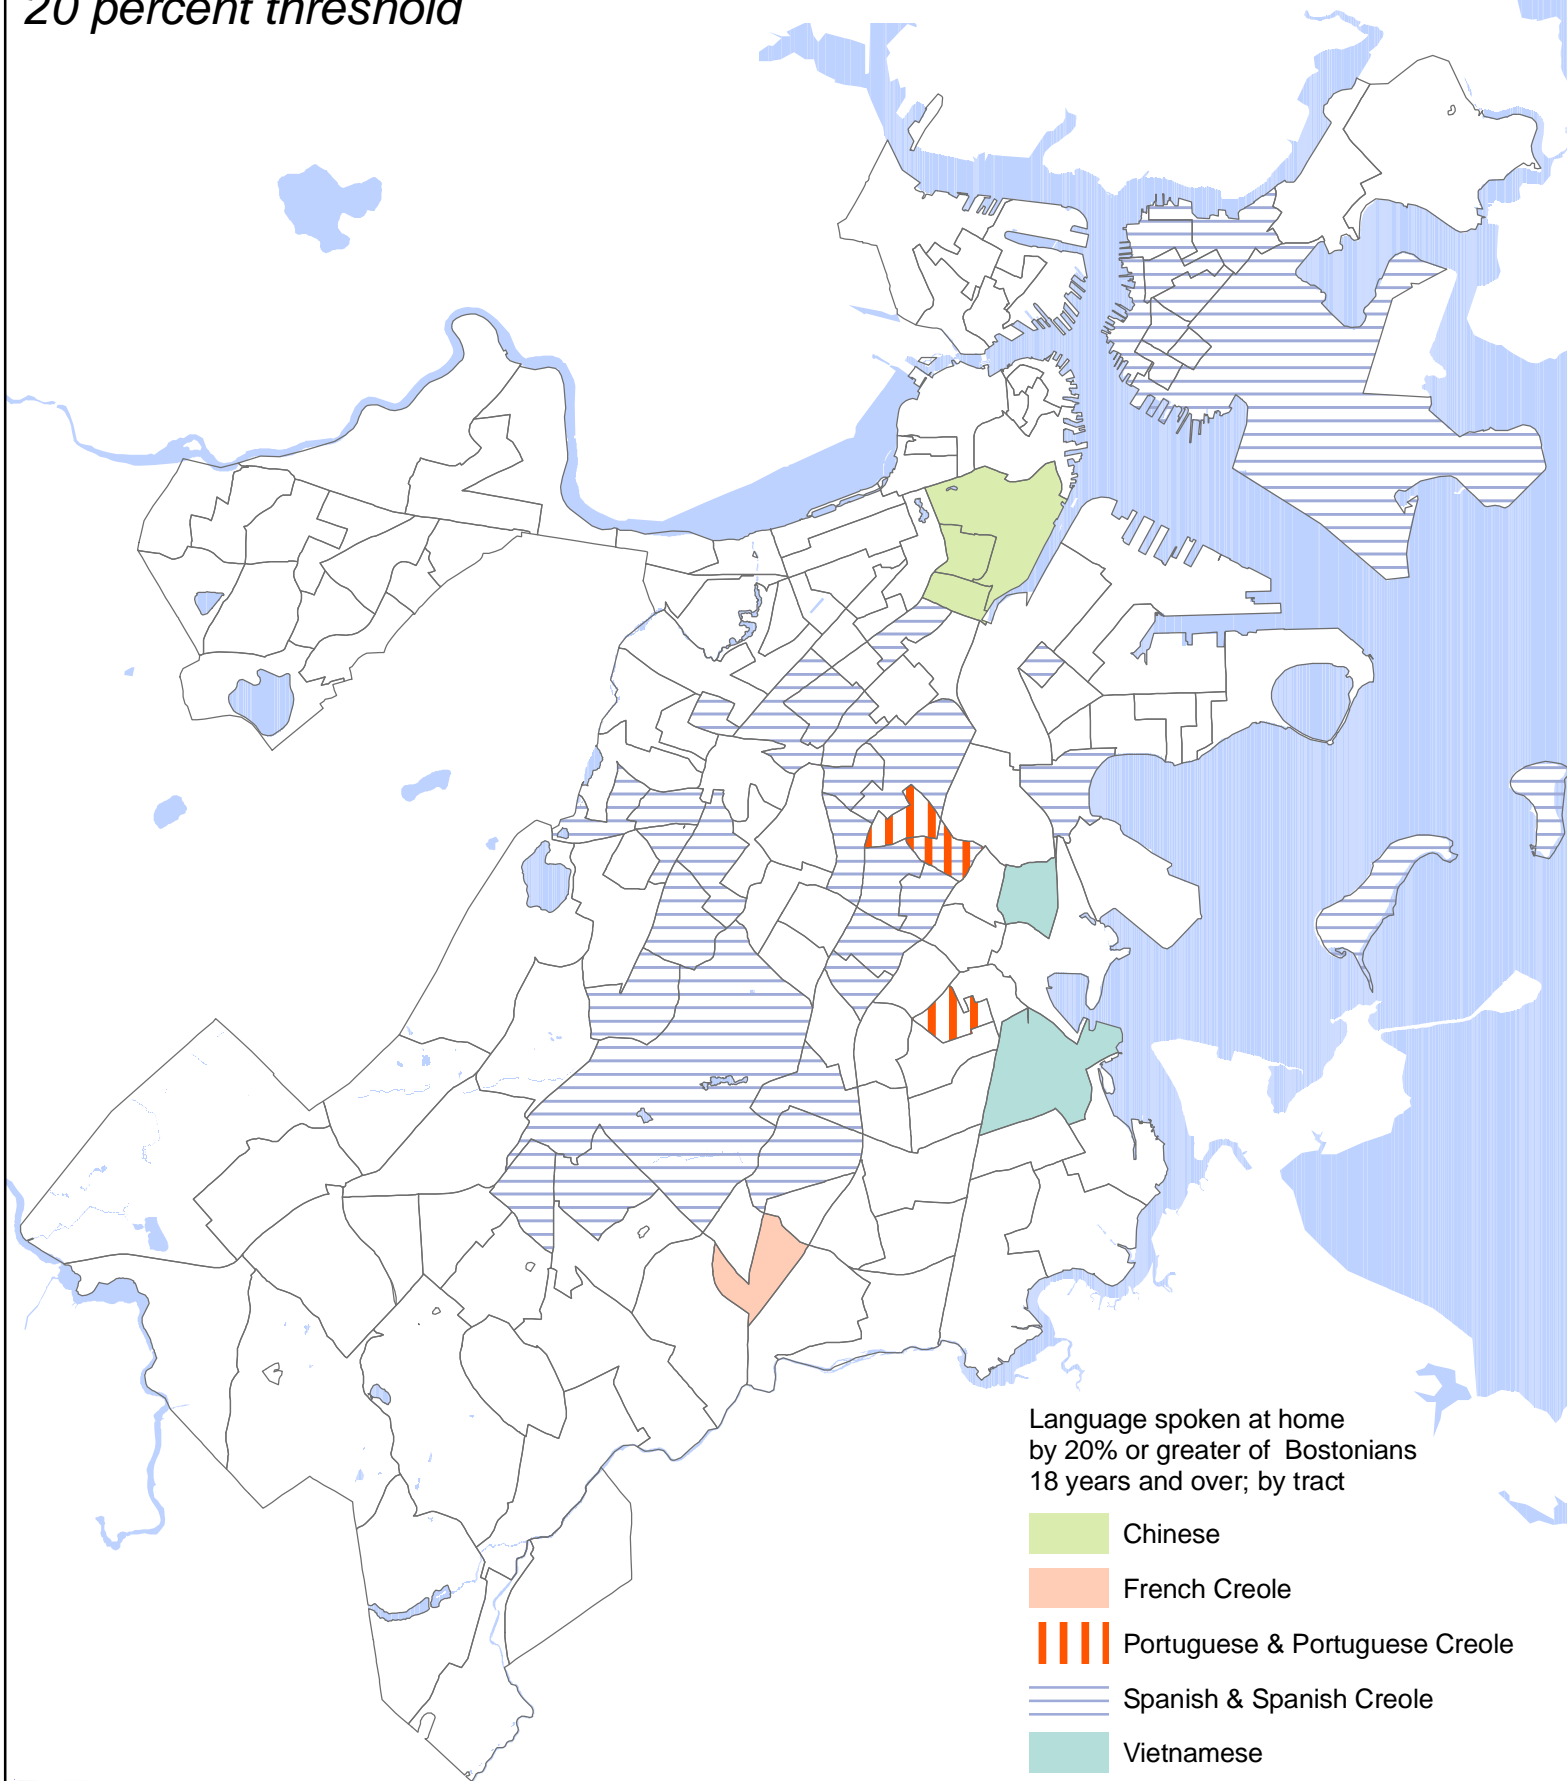 20 percent threshold
Language spoken at home
by 20% or greater of Bostonians
18 years and over; by tract
Chinese
French Creole
Portuguese & Portuguese Creole
Spanish & Spanish Creole
Vietnamese